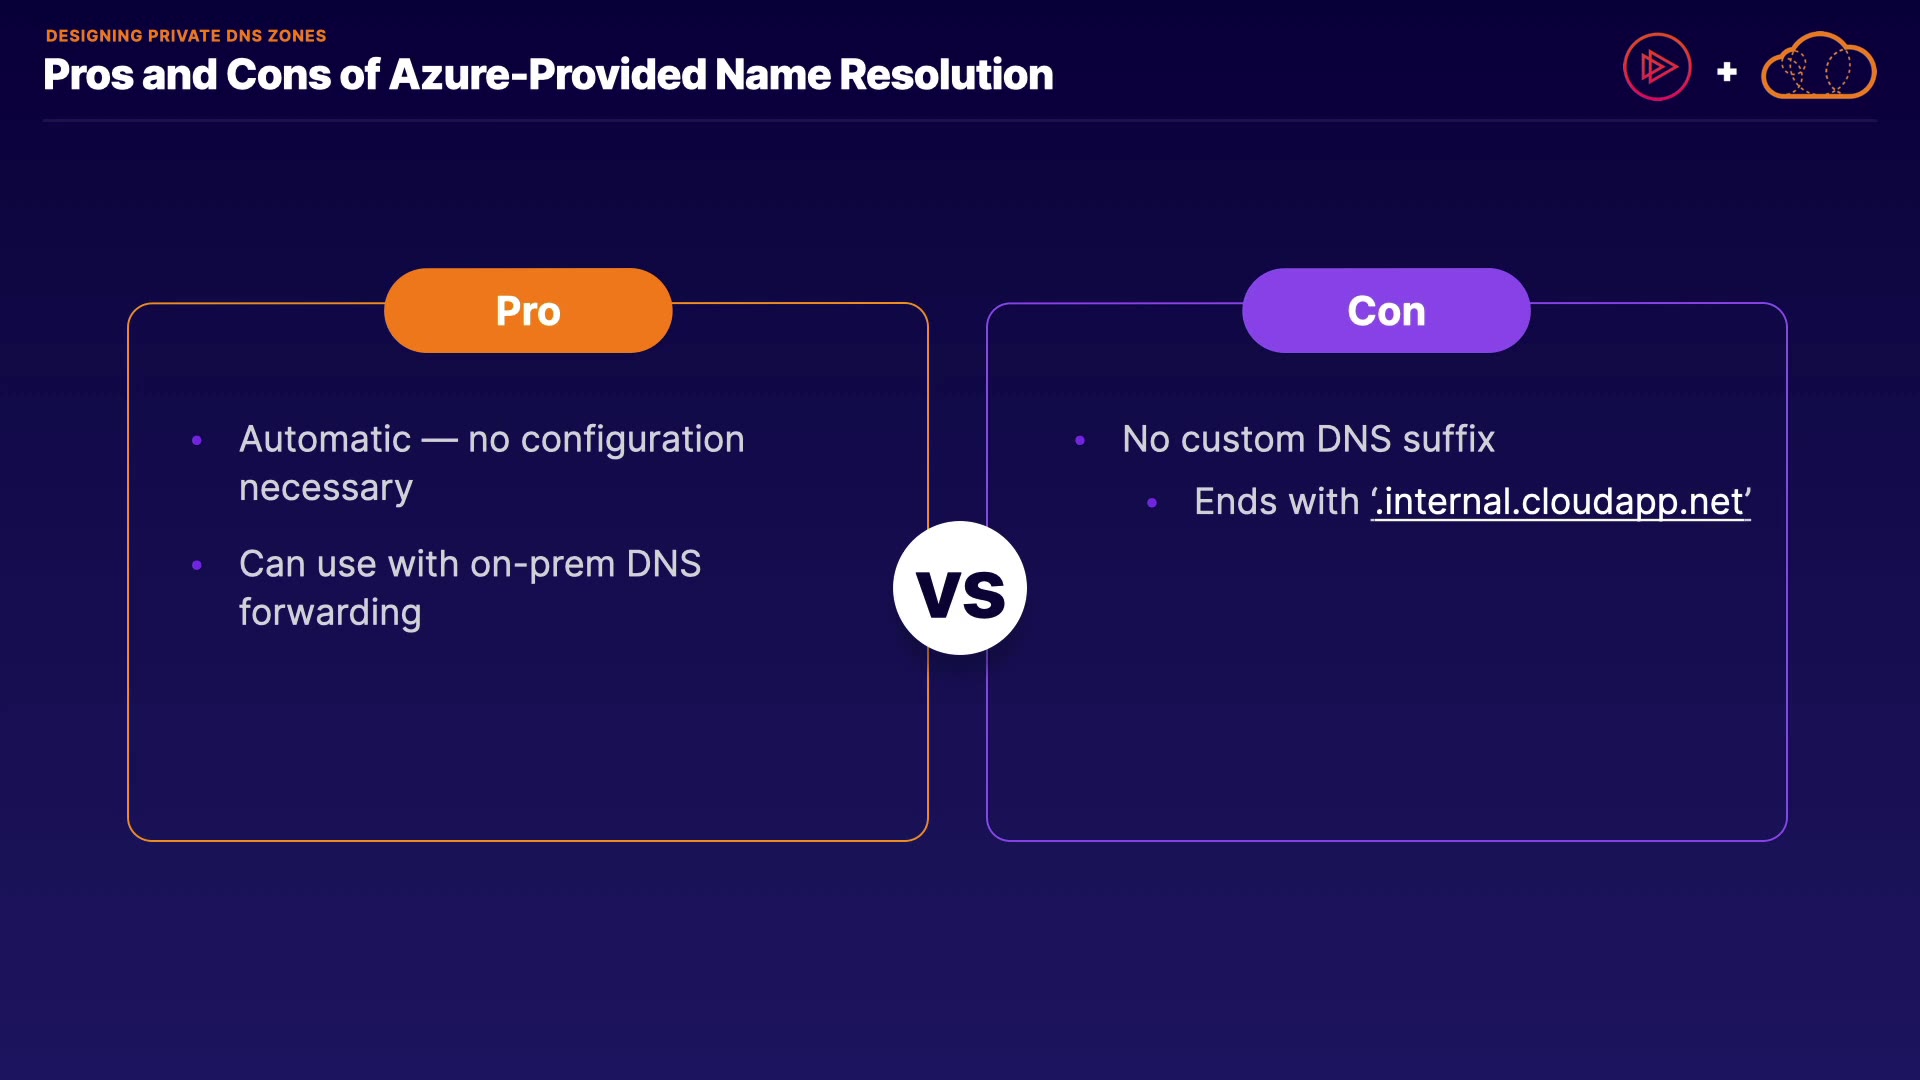 DESIGNING PRIVATE DNS ZONES
Pros and Cons of Azure-Provided Name Resolution
+
Pro
• Automatic — no configuration
necessary
• Can use with on-prem DNS
forwarding
VS
Con
• No custom DNS suffix
• Ends with ‘.internal.cloudapp.net’